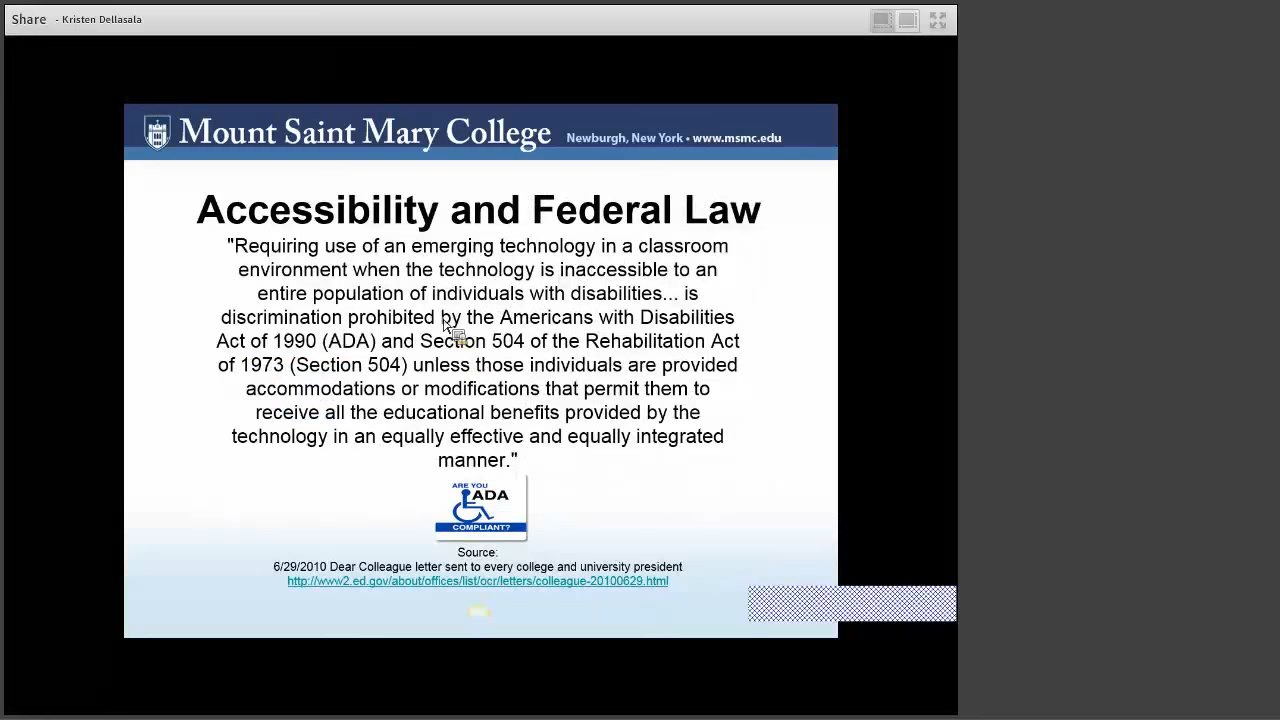 Share - Kristen Dellasala
Mount Saint Mary College Newburgh, New York • www.msmc.edu
Accessibility and Federal Law
"Requiring use of an emerging technology in a classroom
environment when the technology is inaccessible to an
entire population of individuals with disabilities... is
discrimination prohibited by the Americans with Disabilities
Act of 1990 (ADA) and Section 504 of the Rehabilitation Act
of 1973 (Section 504) unless those individuals are provided
accommodations or modifications that permit them to
receive all the educational benefits provided by the
technology in an equally effective and equally integrated
manner."
ARE YOU
ADA
COMPLIANT?
Source:
6/29/2010 Dear Colleague letter sent to every college and university president
http://www2.ed.gov/about/offices/list/ocr/letters/colleague-20100629.html